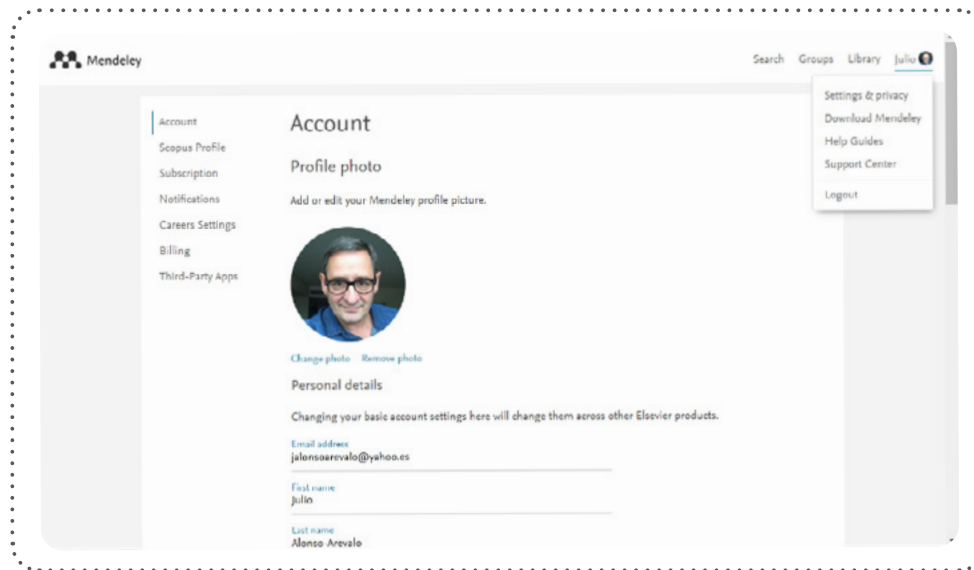 Mendeley
Search Groups Library Julio
Settings & privacy
Download Mendeley
Help Guides
Support Center
Logout
Account
Scopus Profile
Subscription
Notifications
Careers Settings
Billing
Third-Party Apps
Account
Profile photo
Add or edit your Mendeley profile picture.
Change photo Remove photo
Personal details
Changing your basic account settings here will change them across other Elsevier products.
Email address
jalonsoarevalo@yahoo.es
First name
Julio
Last name
Alonso-Arevalo